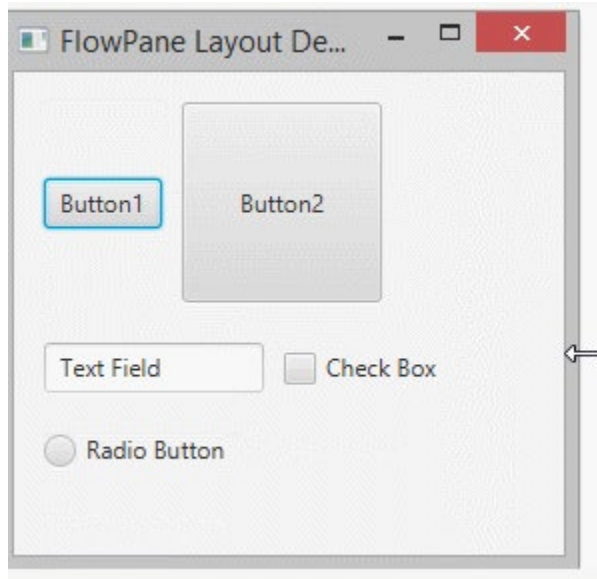 FlowPane Layout De...
Button1 Button2
Text Field Check Box
Radio Button